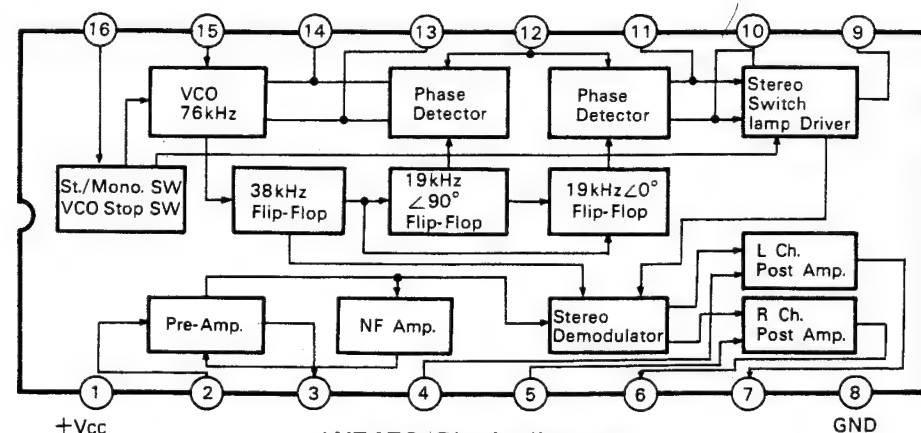 16 15 14 13 12 11 10 9
VCO
76kHz
Phase
Detector
Phase
Detector
Stereo
Switch
lamp Driver
St./Mono. SW
VCO Stop SW
38kHz
Flip-Flop
19kHz
∠90°
Flip-Flop
19kHz∠0°
Flip-Flop
L Ch.
Post Amp.
Pre-Amp.
NF Amp.
Stereo
Demodulator
R Ch.
Post Amp.
1 2 3 4 5 6 7 8
+Vcc GND